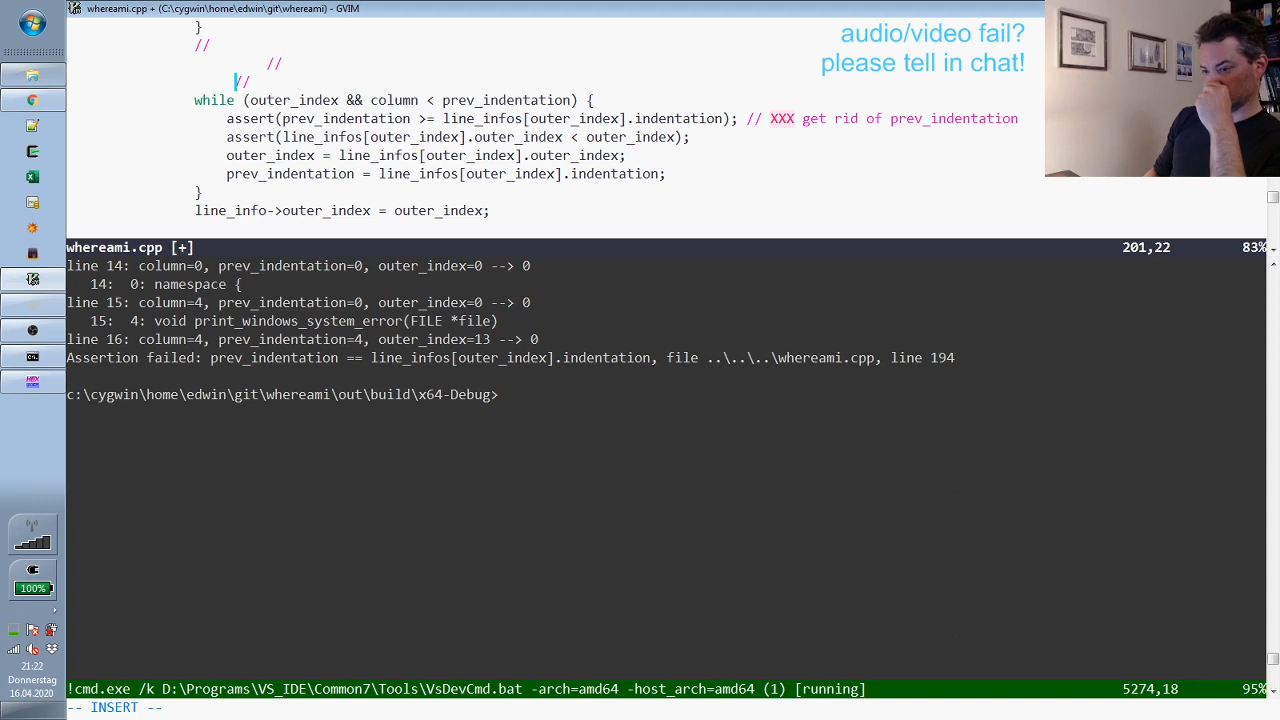 whereami.cpp + (C:\cygwin\home\edwin\git\whereami) - GVIM
audio/video fail?
please tell in chat!
}
//
//
//
while (outer_index && column < prev_indentation) {
assert(prev_indentation >= line_infos[outer_index].indentation); // XXX get rid of prev_indentation
assert(line_infos[outer_index].outer_index < outer_index);
outer_index = line_infos[outer_index].outer_index;
prev_indentation = line_infos[outer_index].indentation;
}
line_info->outer_index = outer_index;
whereami.cpp [+] 201,22 83%
line 14: column=0, prev_indentation=0, outer_index=0 --> 0
14: 0: namespace {
line 15: column=4, prev_indentation=0, outer_index=0 --> 0
15: 4: void print_windows_system_error(FILE *file)
line 16: column=4, prev_indentation=4, outer_index=13 --> 0
Assertion failed: prev_indentation == line_infos[outer_index].indentation, file ..\..\..\whereami.cpp, line 194
c:\cygwin\home\edwin\git\whereami\out\build\x64-Debug>
!cmd.exe /k D:\Programs\VS_IDE\Common7\Tools\VsDevCmd.bat -arch=amd64 -host_arch=amd64 (1) [running] 5274,18 95%
-- INSERT --
HEX
100%
21:22
Donnerstag
16.04.2020